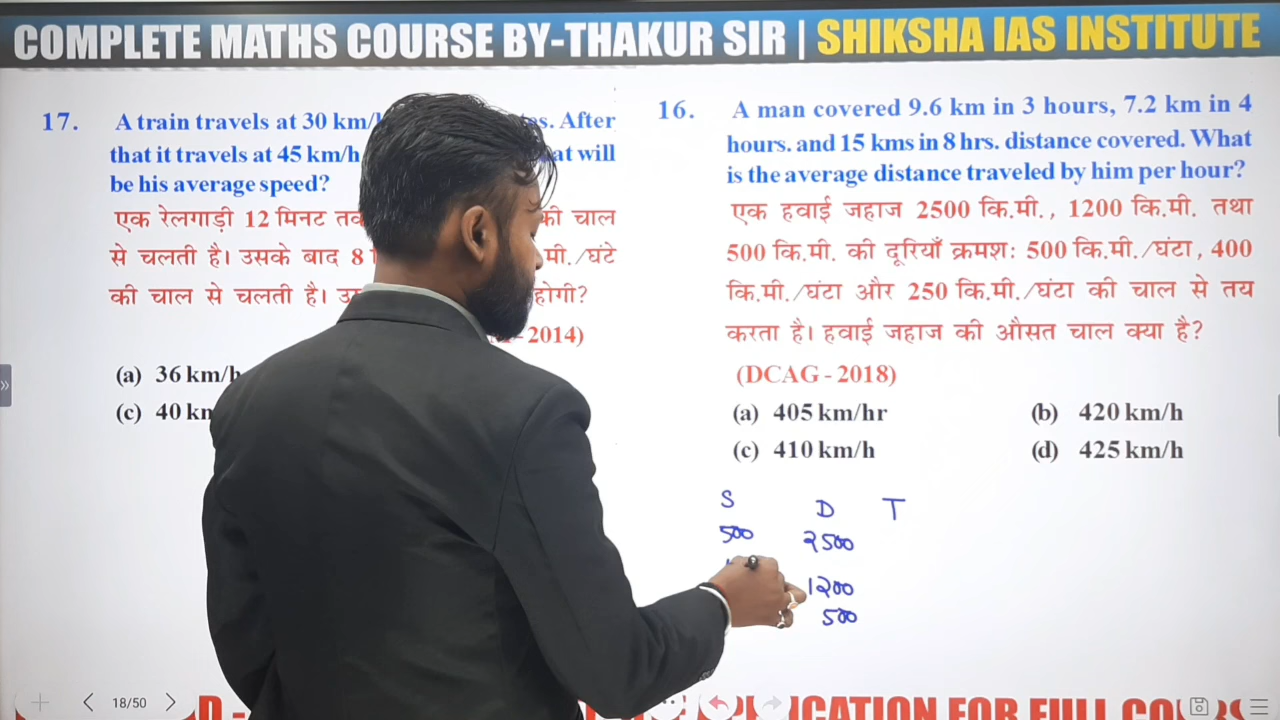 COMPLETE MATHS COURSE BY-THAKUR SIR | SHIKSHA IAS INSTITUTE
17. A train travels at 30 km/ . After
that it travels at 45 km/h at will
be his average speed?
एक रेलगाड़ी 12 मिनट की चाल
से चलती है। उसके बाद 8 मी./घंटे
की चाल से चलती है। होगी?
2014)
(a) 36 km/h
(c) 40
16. A man covered 9.6 km in 3 hours, 7.2 km in 4
hours. and 15 kms in 8 hrs. distance covered. What
is the average distance traveled by him per hour?
एक हवाई जहाज 2500 कि.मी., 1200 कि.मी. तथा
500 कि.मी. की दूरियाँ क्रमशः 500 कि.मी./घंटा, 400
कि.मी./घंटा और 250 कि.मी./घंटा की चाल से तय
करता है। हवाई जहाज की औसत चाल क्या है?
(DCAG - 2018)
(a) 405 km/hr (b) 420 km/h
(c) 410 km/h (d) 425 km/h
S D T
500 2500
1200
500
18/50